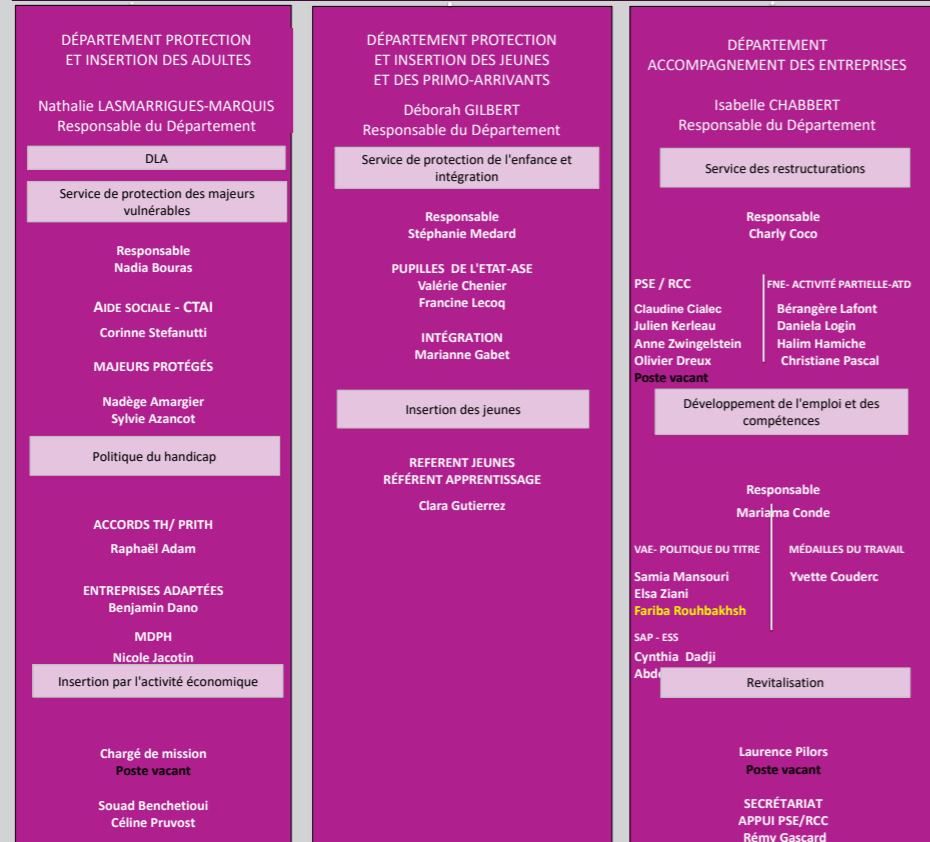 DÉPARTEMENT PROTECTION
ET INSERTION DES ADULTES
Nathalie LASMARRIGUES-MARQUIS
Responsable du Département
DLA
Service de protection des majeurs
vulnérables
Responsable
Nadia Bouras
AIDE SOCIALE - CTAI
Corinne Stefanutti
MAJEURS PROTÉGÉS
Nadège Amargier
Sylvie Azancot
Politique du handicap
ACCORDS TH/ PRITH
Raphaël Adam
ENTREPRISES ADAPTÉES
Benjamin Dano
MDPH
Nicole Jacotin
Insertion par l'activité économique
Chargé de mission
Poste vacant
Souad Benchetioui
Céline Pruvost
DÉPARTEMENT PROTECTION
ET INSERTION DES JEUNES
ET DES PRIMO-ARRIVANTS
Déborah GILBERT
Responsable du Département
Service de protection de l'enfance et
intégration
Responsable
Stéphanie Medard
PUPILLES DE L'ETAT-ASE
Valérie Chenier
Francine Lecoq
INTÉGRATION
Marianne Gabet
Insertion des jeunes
REFERENT JEUNES
RÉFÉRENT APPRENTISSAGE
Clara Gutierrez
DÉPARTEMENT
ACCOMPAGNEMENT DES ENTREPRISES
Isabelle CHABBERT
Responsable du Département
Service des restructurations
Responsable
Charly Coco
PSE / RCC
Claudine Cialec
Julien Kerleau
Anne Zwingelstein
Olivier Dreux
Poste vacant
FNE- ACTIVITÉ PARTIELLE-ATD
Bérangère Lafont
Daniela Login
Halim Hamiche
Christiane Pascal
Développement de l'emploi et des
compétences
Responsable
Mariama Conde
VAE- POLITIQUE DU TITRE
Samia Mansouri
Elsa Ziani
Fariba Rouhbakhsh
MÉDAILLES DU TRAVAIL
Yvette Couderc
SAP - ESS
Cynthia Dadji
Revitalisation
Laurence Pilors
Poste vacant
SECRÉTARIAT
APPUI PSE/RCC
Rémy Gascard